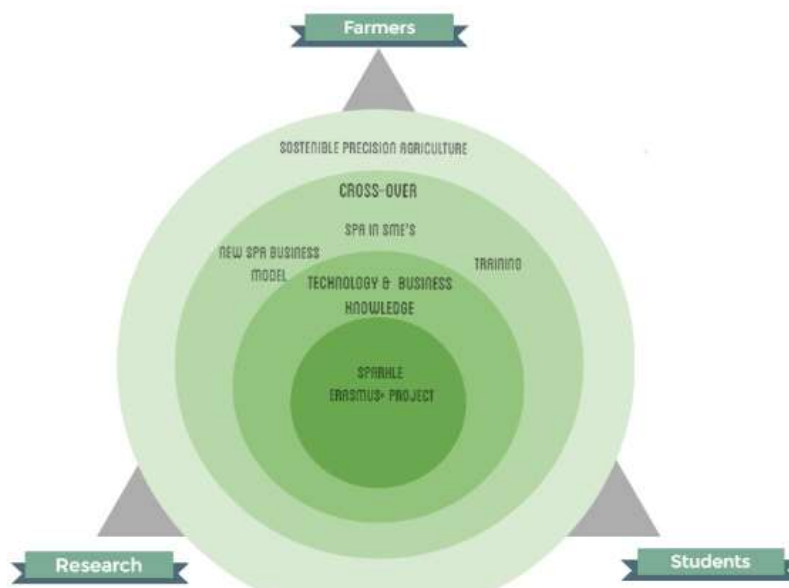 Farmers
SOSTENIBLE PRECISION AGRICULTURE
CROSS-OVER
SPA IN SME'S
NEW SPA BUSINESS
MODEL
TRAINING
TECHNOLOGY & BUSINESS
KNOWLEDGE
SPARKLE
ERASMUS+ PROJECT
Research
Students